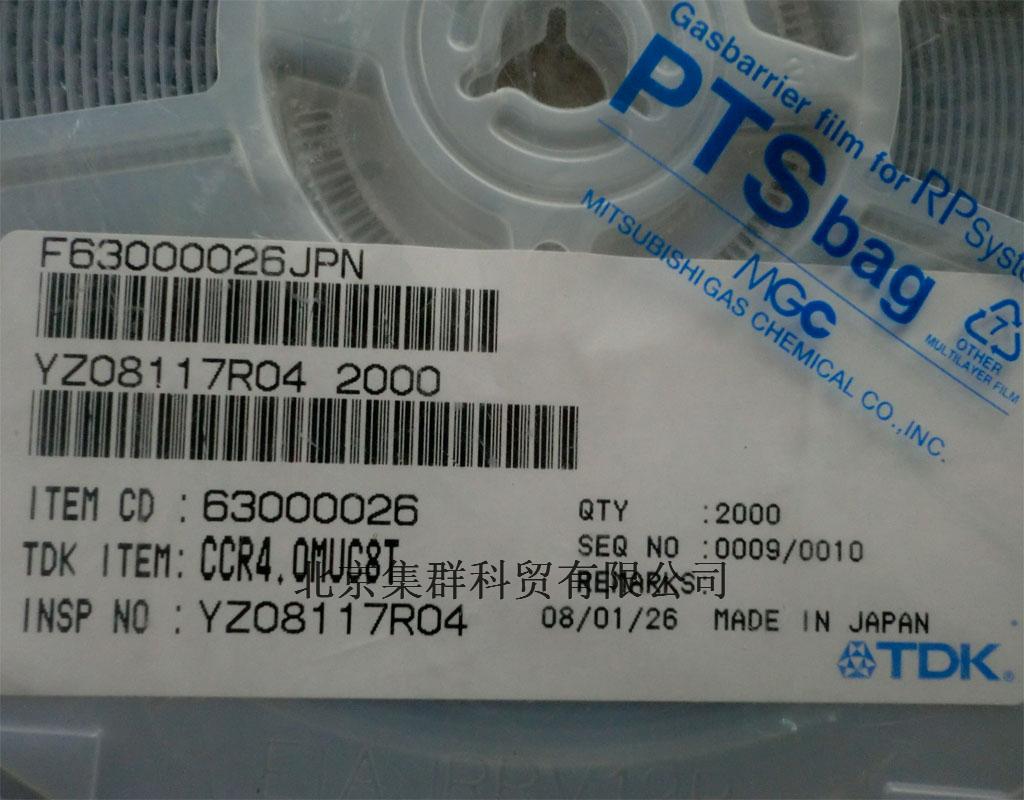 Gasbarrier film for RP Syste
PTS bag
MGC
MITSUBISHI GAS CHEMICAL CO.,INC.
7
OTHER
MULTILAYER FILM
F63000026JPN
YZ08117R04 2000
ITEM CD : 63000026
QTY :2000
TDK ITEM: CCR4.0MUC8T
SEQ NO :0009/0010
北京集群科贸有限公司
REMARKS:
INSP NO : YZ08117R04
08/01/26 MADE IN JAPAN
TDK®